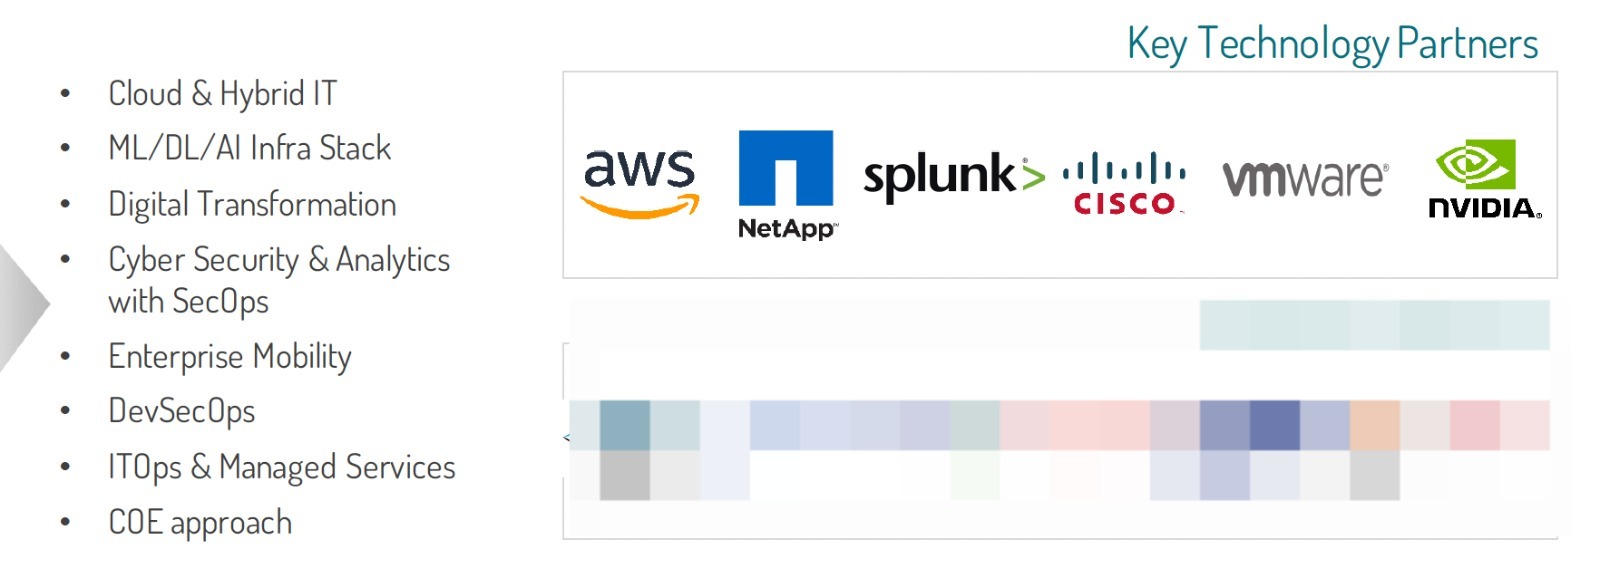 Key Technology Partners
• Cloud & Hybrid IT
• ML/DL/AI Infra Stack
• Digital Transformation
• Cyber Security & Analytics
with SecOps
• Enterprise Mobility
• DevSecOps
• ITOps & Managed Services
• COE approach
aws
NetApp™
splunk®>
CISCO
vmware®
NVIDIA®